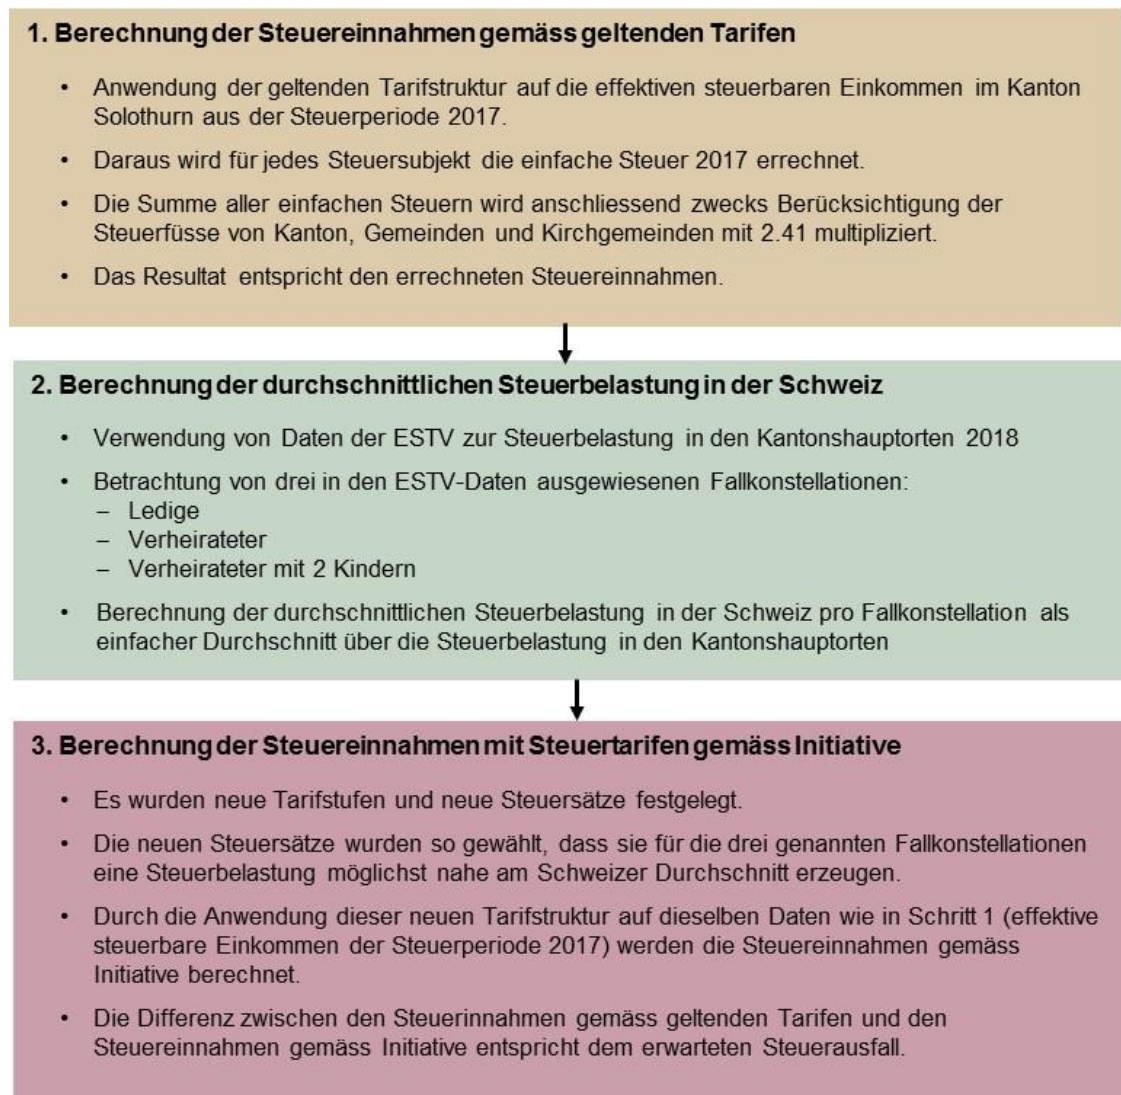 1. Berechnung der Steuereinnahmen gemäss geltenden Tarifen
• Anwendung der geltenden Tarifstruktur auf die effektiven steuerbaren Einkommen im Kanton
Solothurn aus der Steuerperiode 2017.
• Daraus wird für jedes Steuersubjekt die einfache Steuer 2017 errechnet.
• Die Summe aller einfachen Steuern wird anschliessend zwecks Berücksichtigung der
Steuerfüsse von Kanton, Gemeinden und Kirchgemeinden mit 2.41 multipliziert.
• Das Resultat entspricht den errechneten Steuereinnahmen.
2. Berechnung der durchschnittlichen Steuerbelastung in der Schweiz
• Verwendung von Daten der ESTV zur Steuerbelastung in den Kantonshauptorten 2018
• Betrachtung von drei in den ESTV-Daten ausgewiesenen Fallkonstellationen:
– Ledige
– Verheirateter
– Verheirateter mit 2 Kindern
• Berechnung der durchschnittlichen Steuerbelastung in der Schweiz pro Fallkonstellation als
einfacher Durchschnitt über die Steuerbelastung in den Kantonshauptorten
3. Berechnung der Steuereinnahmen mit Steuertarifen gemäss Initiative
• Es wurden neue Tarifstufen und neue Steuersätze festgelegt.
• Die neuen Steuersätze wurden so gewählt, dass sie für die drei genannten Fallkonstellationen
eine Steuerbelastung möglichst nahe am Schweizer Durchschnitt erzeugen.
• Durch die Anwendung dieser neuen Tarifstruktur auf dieselben Daten wie in Schritt 1 (effektive
steuerbare Einkommen der Steuerperiode 2017) werden die Steuereinnahmen gemäss
Initiative berechnet.
• Die Differenz zwischen den Steuerinnahmen gemäss geltenden Tarifen und den
Steuereinnahmen gemäss Initiative entspricht dem erwarteten Steuerausfall.